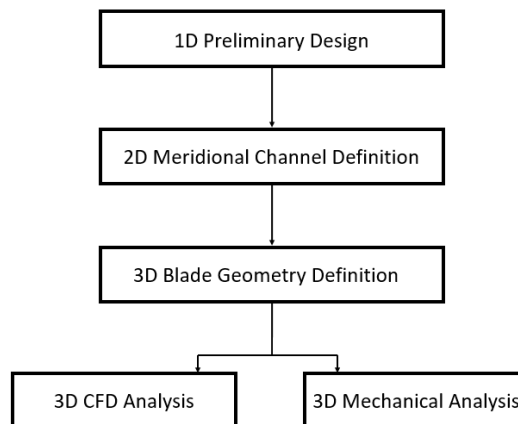 1D Preliminary Design
2D Meridional Channel Definition
3D Blade Geometry Definition
3D CFD Analysis
3D Mechanical Analysis